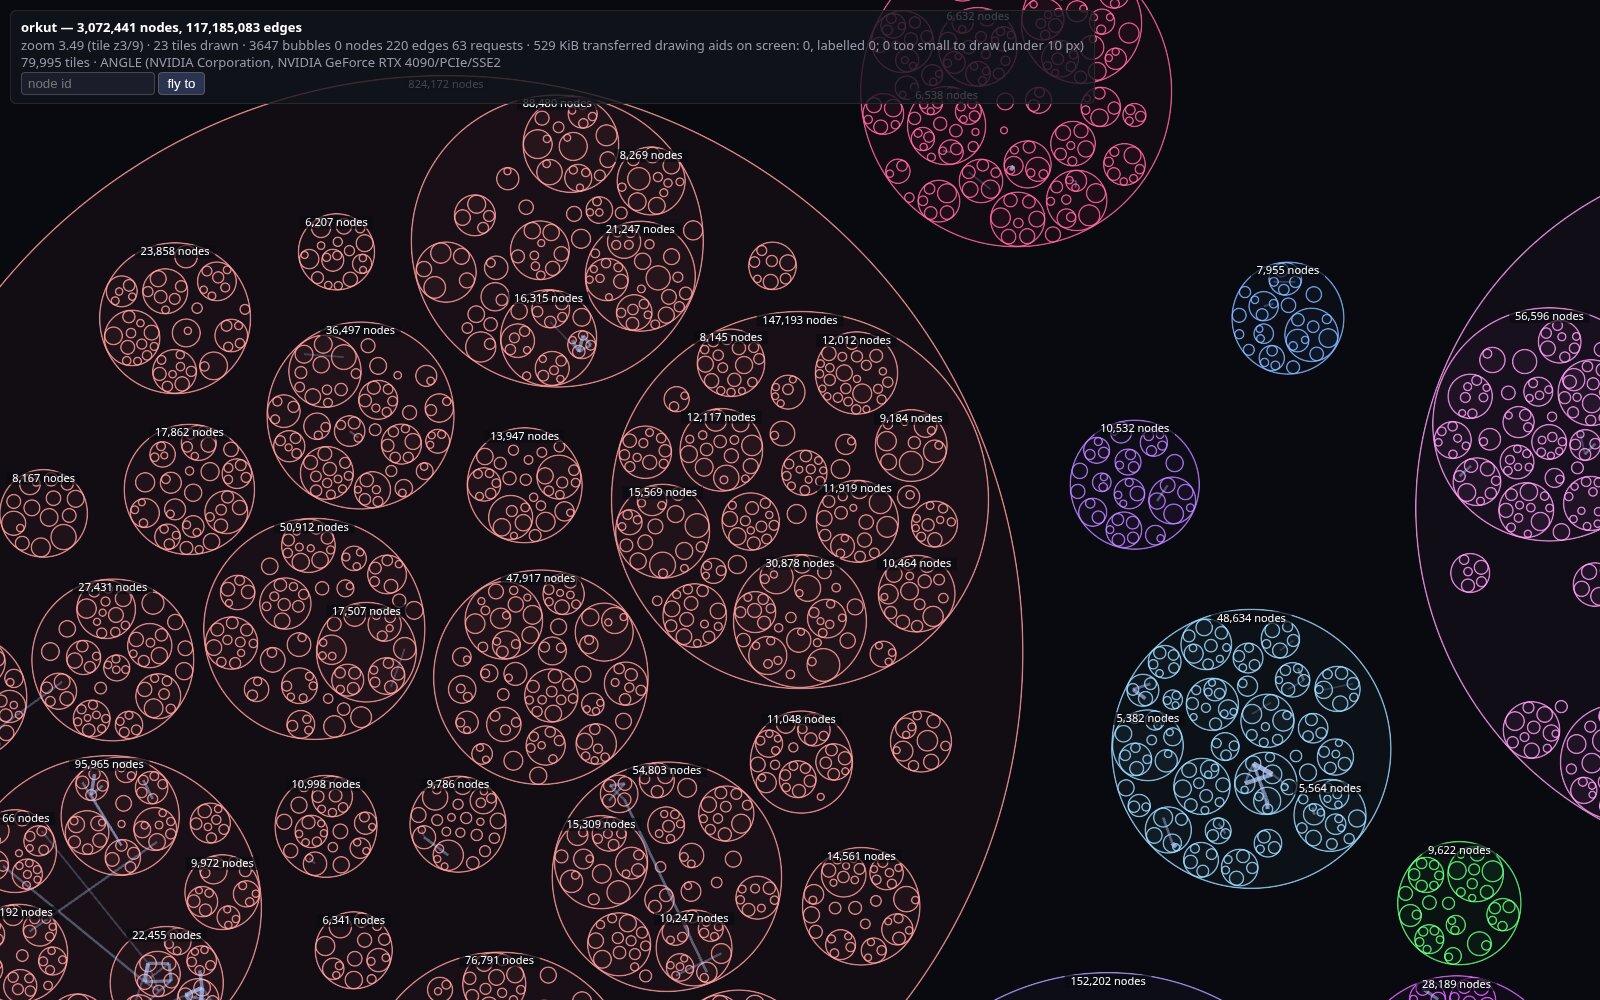 orkut — 3,072,441 nodes, 117,185,083 edges
zoom 3.49 (tile z3/9) · 23 tiles drawn · 3647 bubbles 0 nodes 220 edges 63 requests · 529 KiB transferred drawing aids on screen: 0, labelled 0; 0 too small to draw (under 10 px)
79,995 tiles · ANGLE (NVIDIA Corporation, NVIDIA GeForce RTX 4090/PCIe/SSE2
node id fly to
6,632 nodes
824,172 nodes
6,538 nodes
88,480 nodes
8,269 nodes
6,207 nodes
21,247 nodes
23,858 nodes
7,955 nodes
16,315 nodes
56,596 nodes
147,193 nodes
36,497 nodes
8,145 nodes
12,012 nodes
12,117 nodes
9,184 nodes
10,532 nodes
17,862 nodes
13,947 nodes
8,167 nodes
15,569 nodes
11,919 nodes
50,912 nodes
30,878 nodes
10,464 nodes
47,917 nodes
27,431 nodes
17,507 nodes
48,634 nodes
11,048 nodes
5,382 nodes
95,965 nodes
54,803 nodes
10,998 nodes
9,786 nodes
5,564 nodes
66 nodes
15,309 nodes
9,622 nodes
14,561 nodes
9,972 nodes
192 nodes
6,341 nodes
10,247 nodes
22,455 nodes
76,791 nodes
152,202 nodes
28,189 nodes